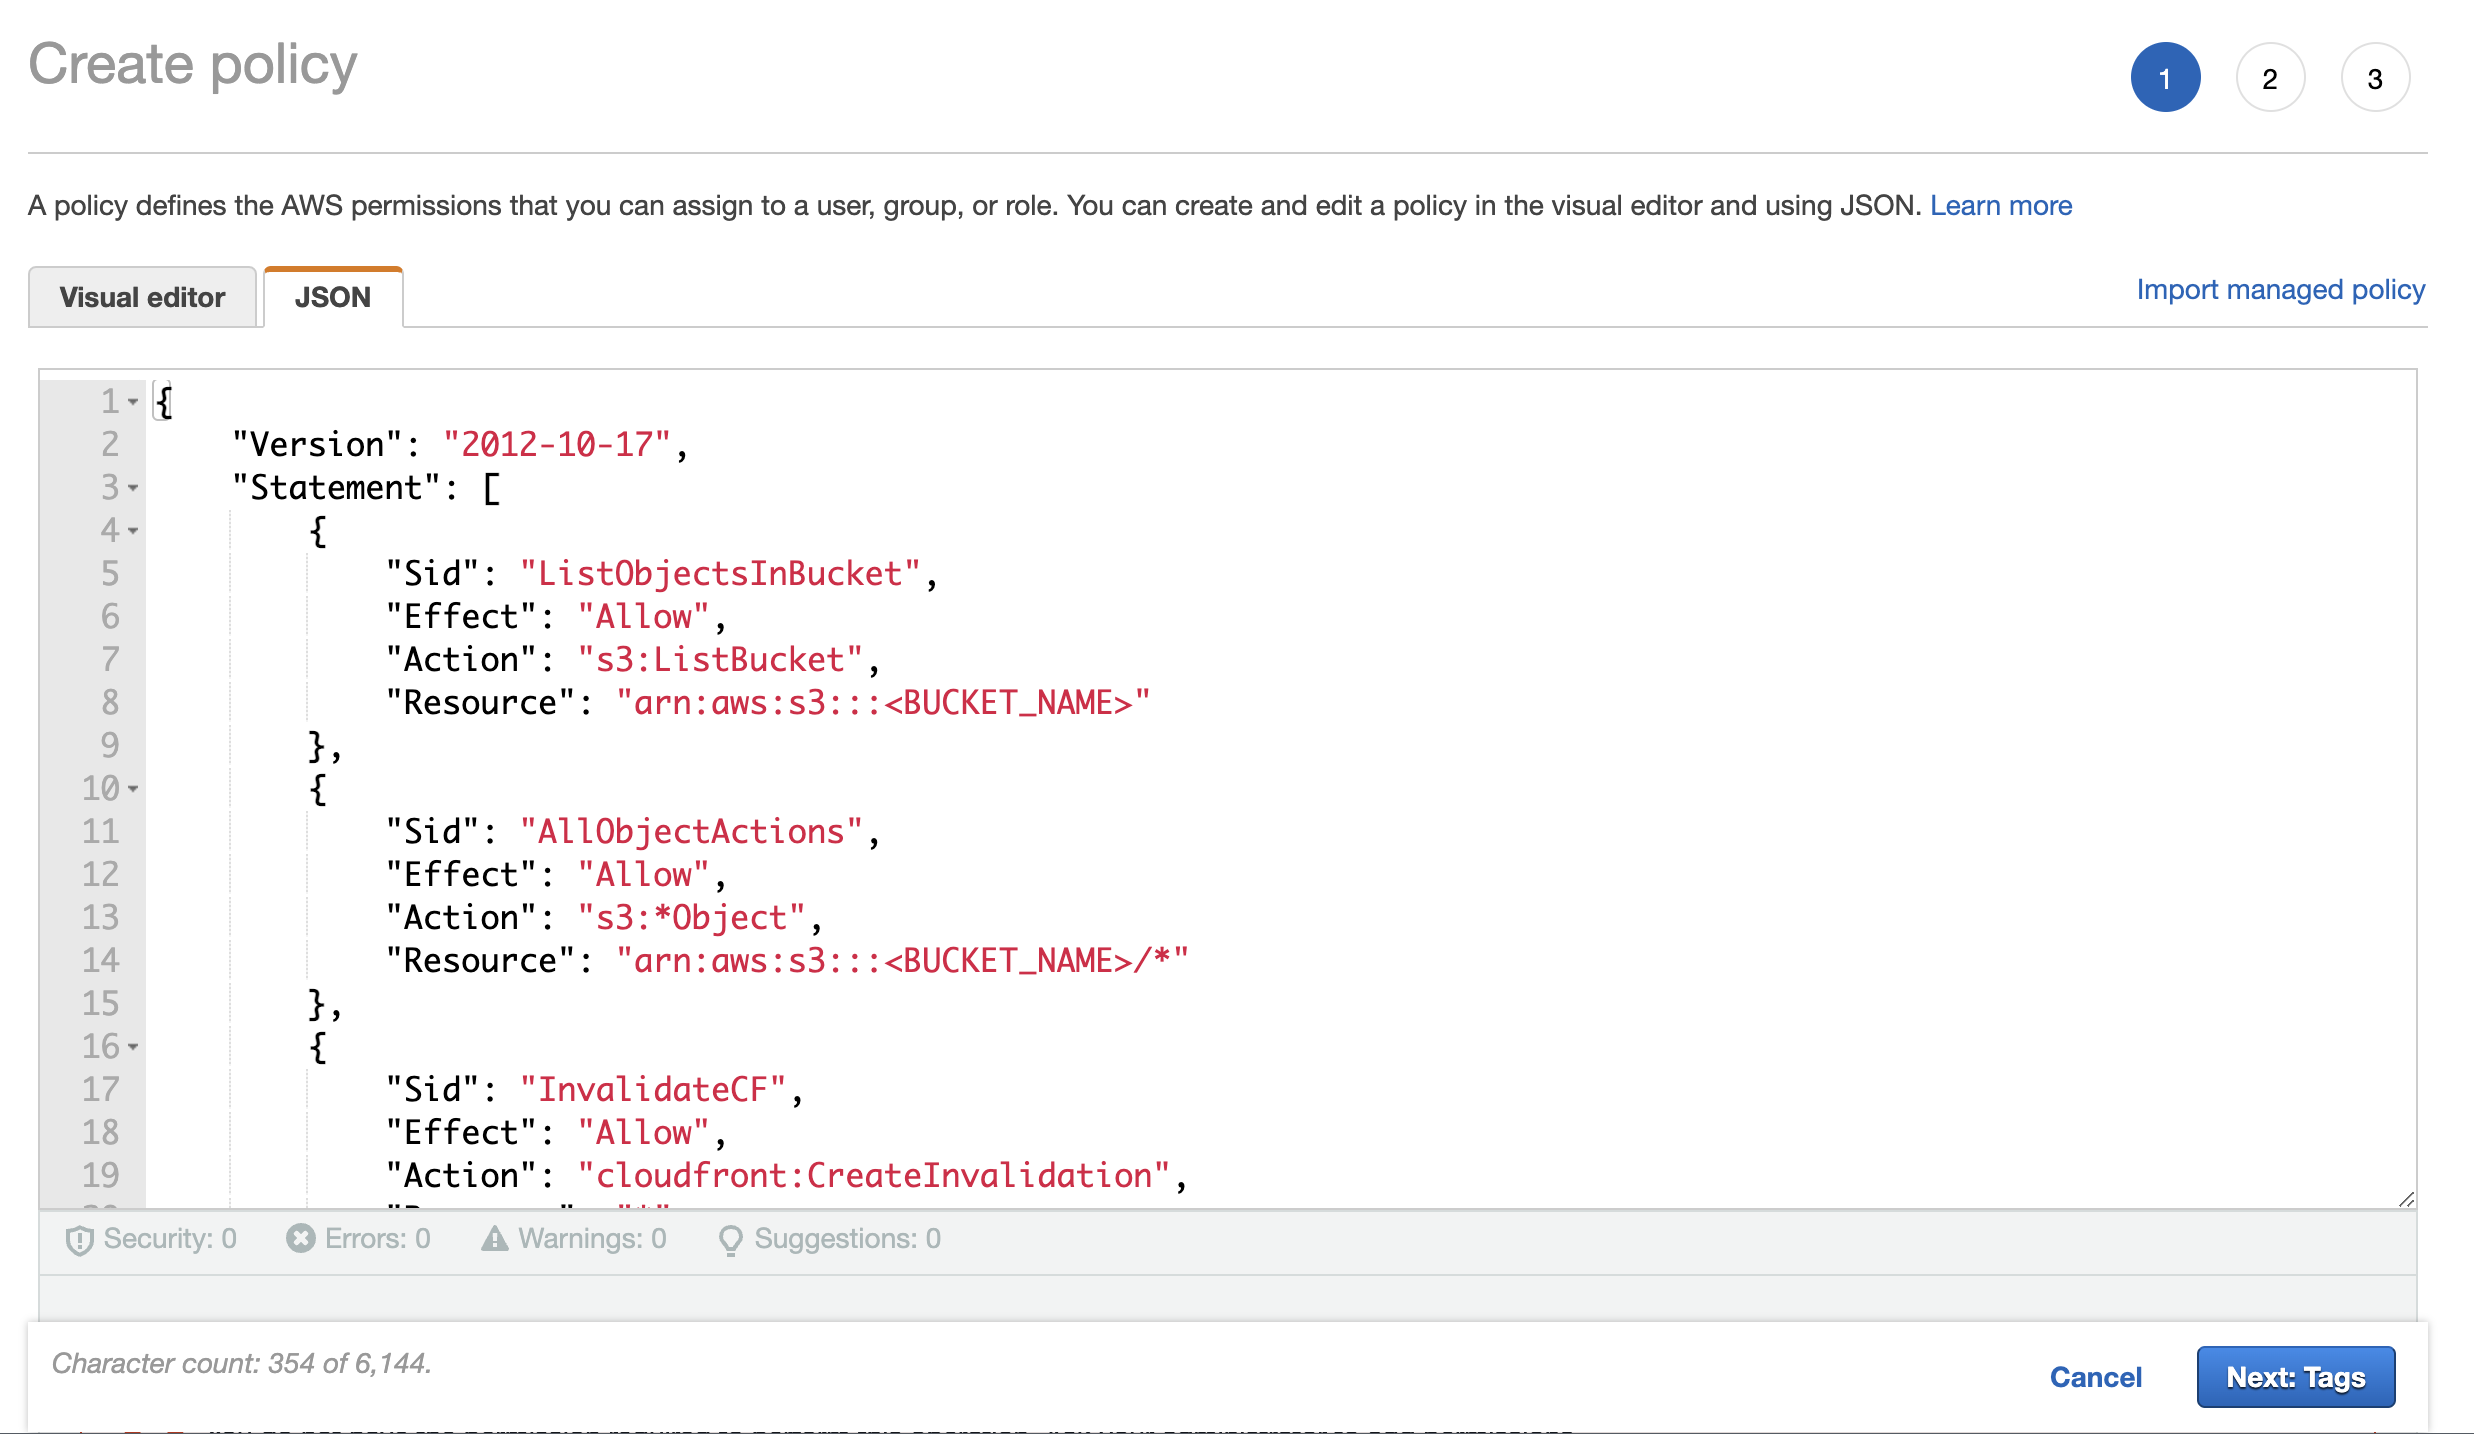 Create policy
1 2 3
A policy defines the AWS permissions that you can assign to a user, group, or role. You can create and edit a policy in the visual editor and using JSON. Learn more
Visual editor JSON Import managed policy
1 {
2 "Version": "2012-10-17",
3 "Statement": [
4 {
5 "Sid": "ListObjectsInBucket",
6 "Effect": "Allow",
7 "Action": "s3:ListBucket",
8 "Resource": "arn:aws:s3:::<BUCKET_NAME>"
9 },
10 {
11 "Sid": "AllObjectActions",
12 "Effect": "Allow",
13 "Action": "s3:*Object",
14 "Resource": "arn:aws:s3:::<BUCKET_NAME>/*"
15 },
16 {
17 "Sid": "InvalidateCF",
18 "Effect": "Allow",
19 "Action": "cloudfront:CreateInvalidation",
Security: 0 Errors: 0 Warnings: 0 Suggestions: 0
Character count: 354 of 6,144.
Cancel Next: Tags